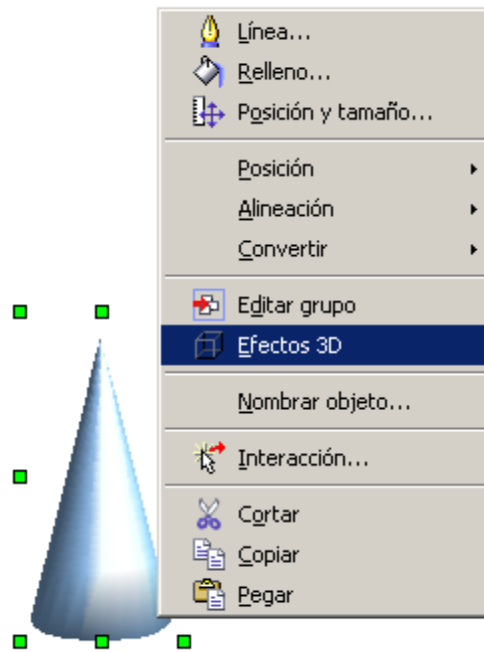 Línea...
Relleno...
Posición y tamaño...
Posición
Alineación
Convertir
Editar grupo
Efectos 3D
Nombrar objeto...
Interacción...
Cortar
Copiar
Pegar